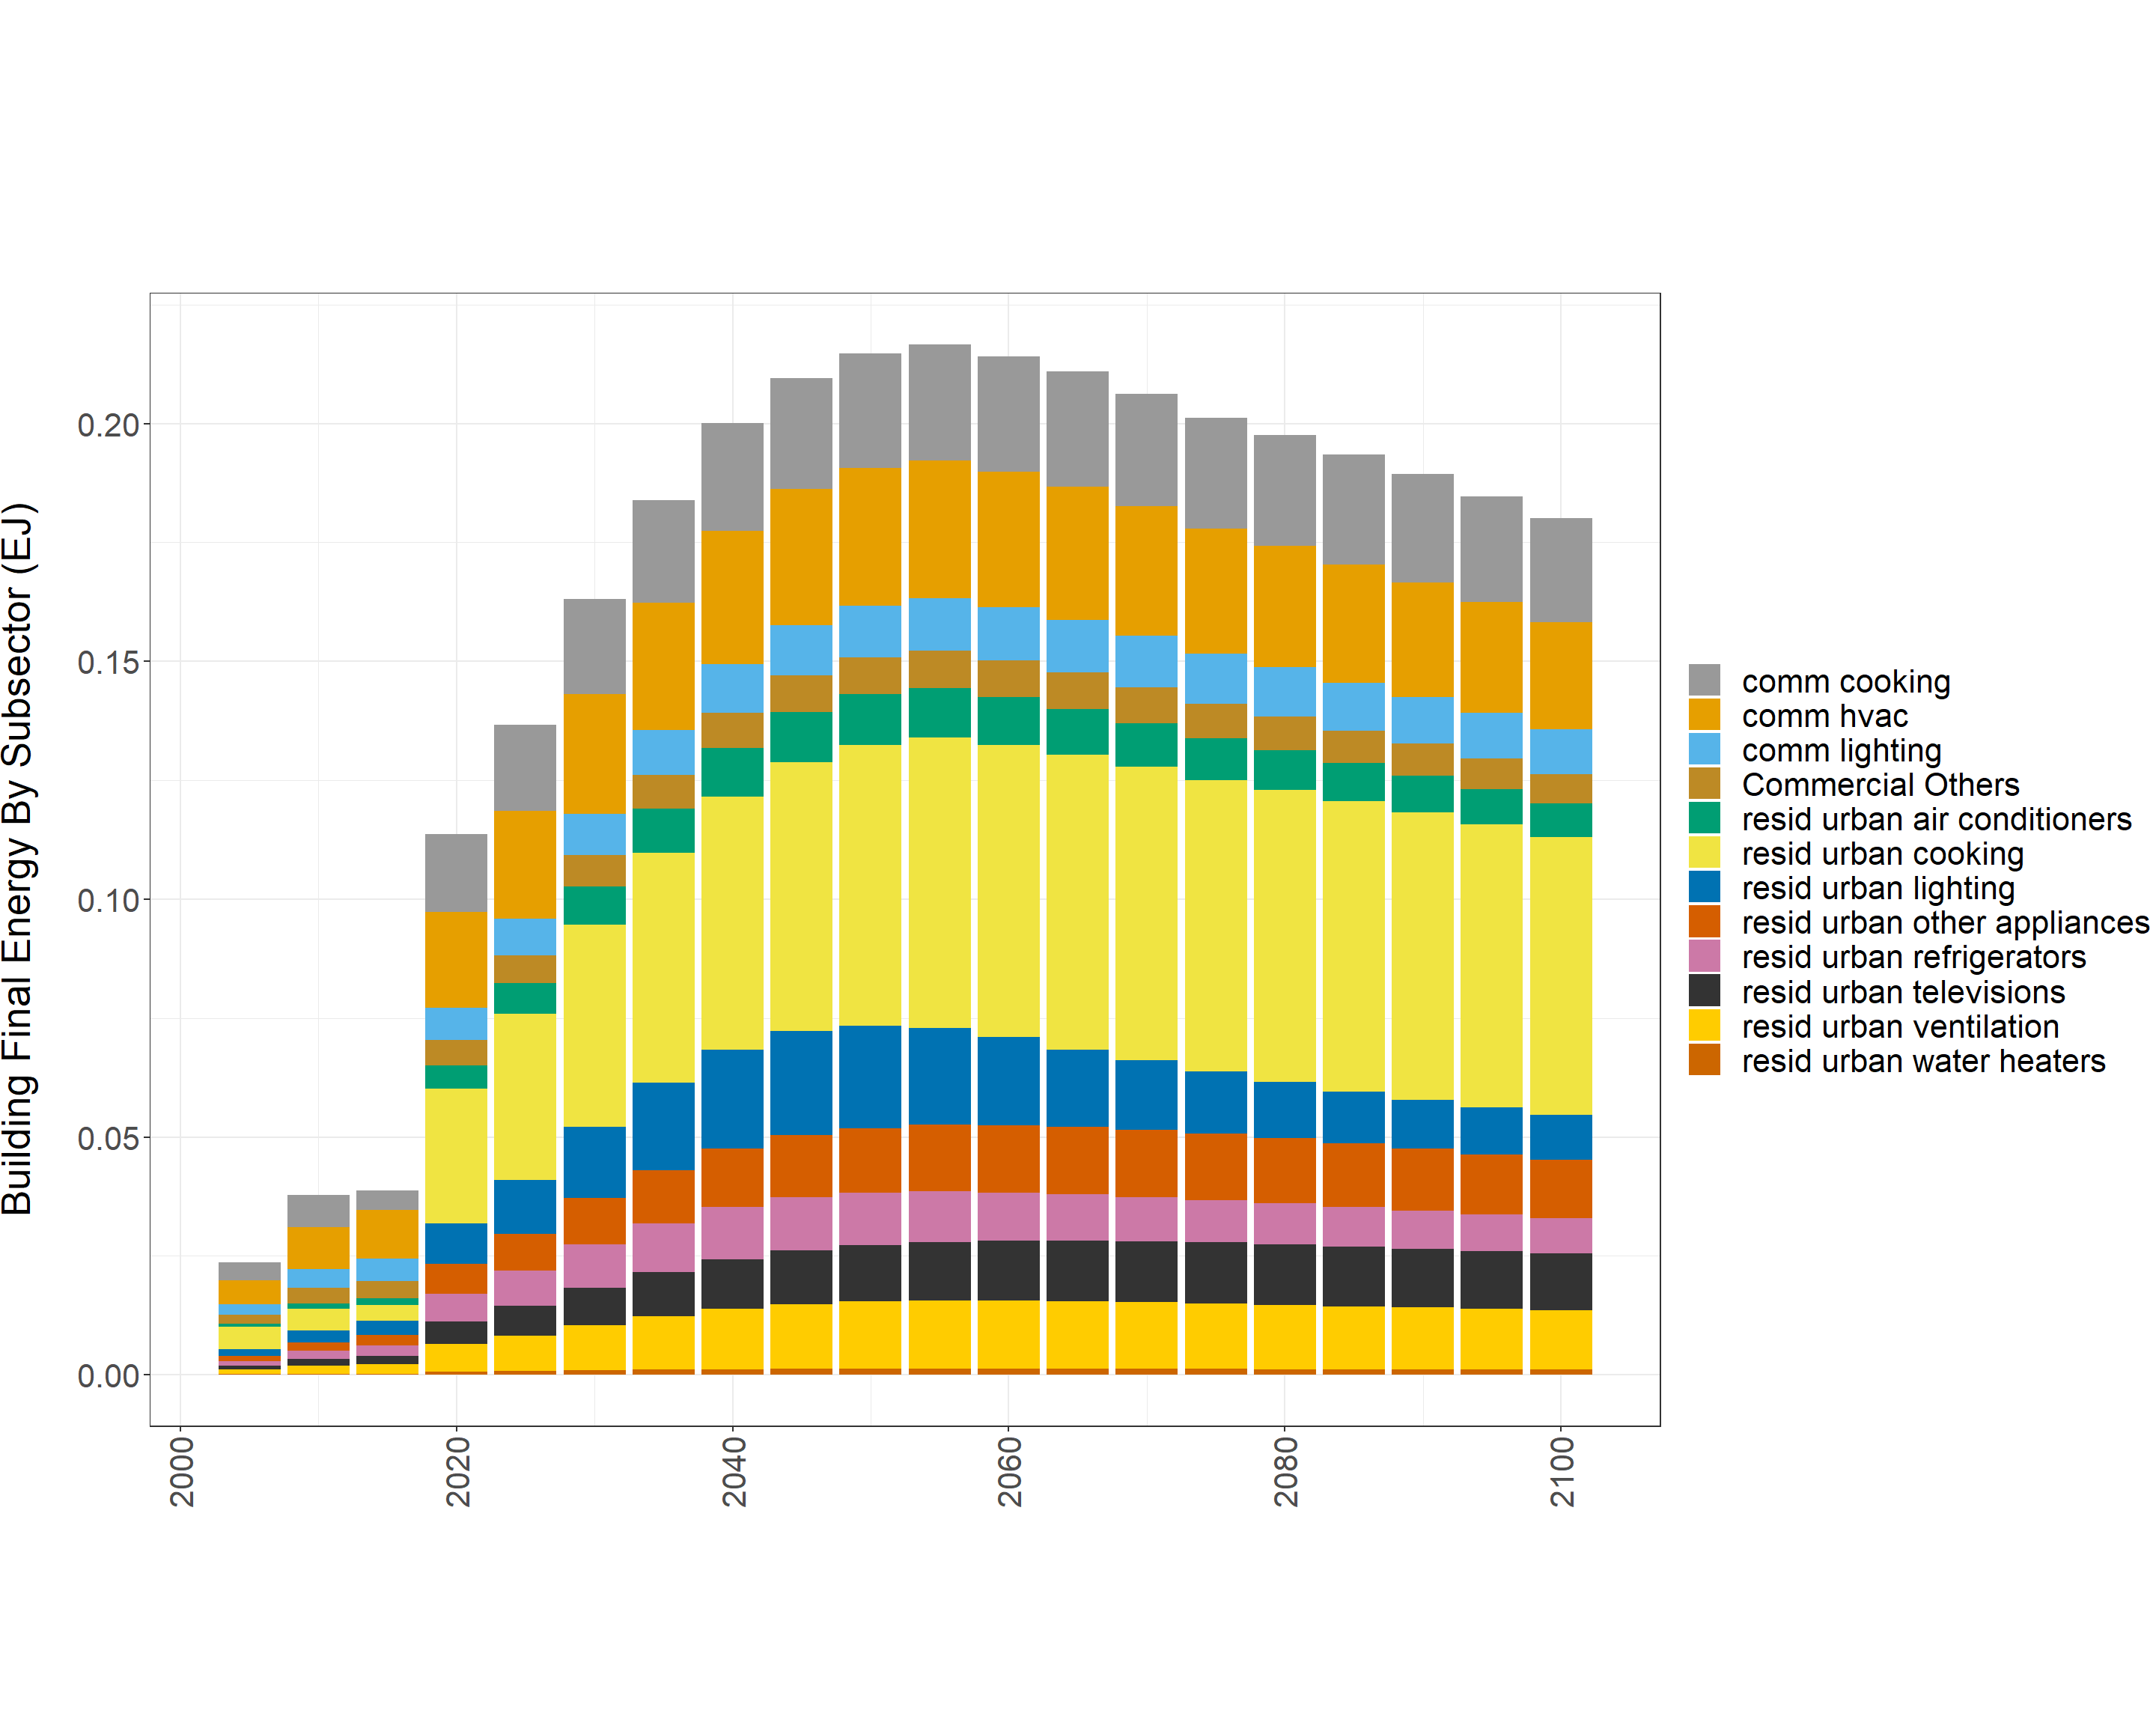 Building Final Energy By Subsector (EJ)
0.20
0.15
0.10
0.05
0.00
2000
2020
2040
2060
2080
2100
comm cooking
comm hvac
comm lighting
Commercial Others
resid urban air conditioners
resid urban cooking
resid urban lighting
resid urban other appliances
resid urban refrigerators
resid urban televisions
resid urban ventilation
resid urban water heaters